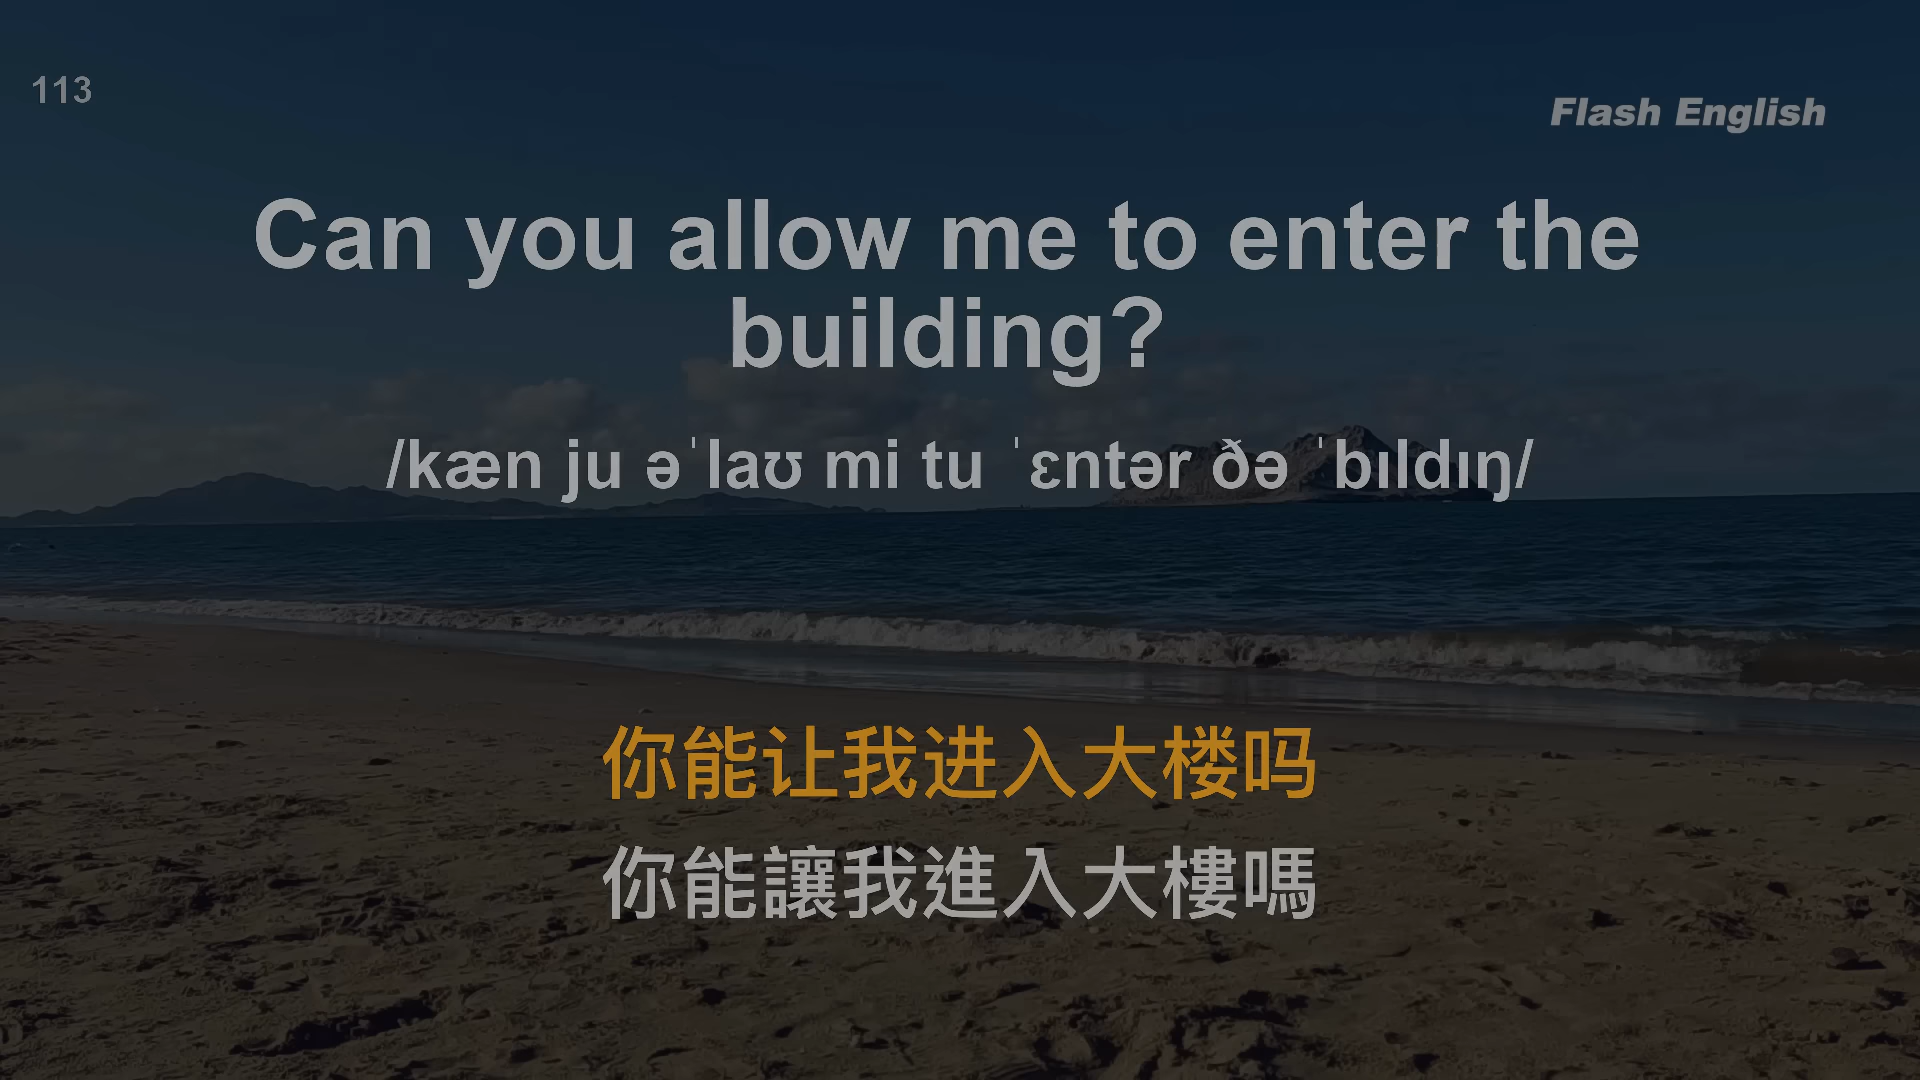 113
Flash English
Can you allow me to enter the
building?
/kæn ju əˈlaʊ mi tu ˈɛntər ðə ˈbɪldɪŋ/
你能让我进入大楼吗
你能讓我進入大樓嗎